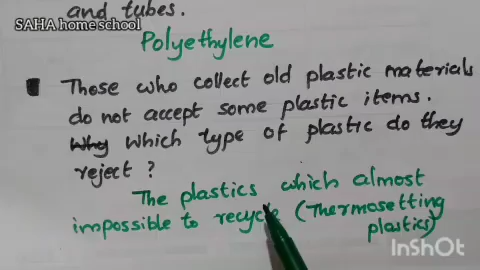 and tubes.
SAHA home school
Polyethylene
Those who collect old plastic materials
do not accept some plastic items.
Why Which type of plastic do they
reject ?
The plastics which almost
impossible to recycle (Thermosetting
plastics)
InShOt